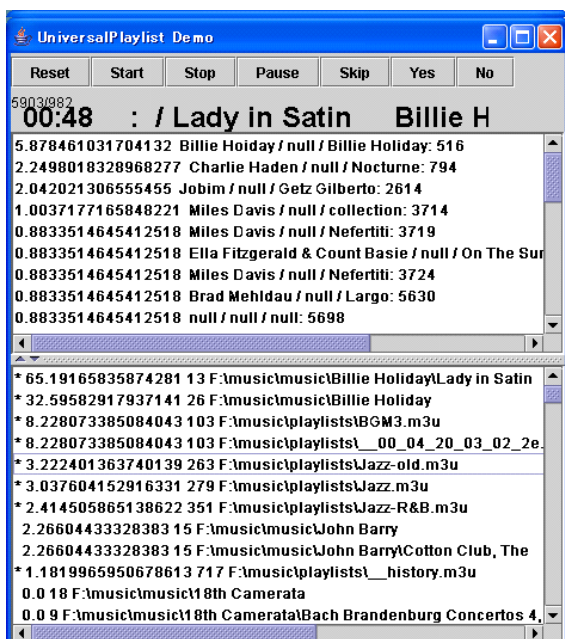 UniversalPlaylist Demo
Reset Start Stop Pause Skip Yes No
5903/982
00:48 : / Lady in Satin Billie H
5.878461031704132 Billie Hoiday / null / Billie Holiday: 516
2.2498018328968277 Charlie Haden / null / Nocturne: 794
2.042021306555455 Jobim / null / Getz Gilberto: 2614
1.0037177165848221 Miles Davis / null / collection: 3714
0.8833514645412518 Miles Davis / null / Nefertiti: 3719
0.8833514645412518 Ella Fitzgerald & Count Basie / null / On The Sur
0.8833514645412518 Miles Davis / null / Nefertiti: 3724
0.8833514645412518 Brad Mehldau / null / Largo: 5630
0.8833514645412518 null / null / null: 5698
* 65.19165835874281 13 F:\music\music\Billie Holiday\Lady in Satin
* 32.59582917937141 26 F:\music\music\Billie Holiday
* 8.228073385084043 103 F:\music\playlists\BGM3.m3u
* 8.228073385084043 103 F:\music\playlists\__00_04_20_03_02_2e.
* 3.222401363740139 263 F:\music\playlists\Jazz-old.m3u
* 3.037604152916331 279 F:\music\playlists\Jazz.m3u
* 2.414505865138622 351 F:\music\playlists\Jazz-R&B.m3u
2.26604433328383 15 F:\music\music\John Barry
2.26604433328383 15 F:\music\music\John Barry\Cotton Club, The
* 1.1819965950678613 717 F:\music\playlists\__history.m3u
0.0 18 F:\music\music\18th Camerata
0.0 9 F:\music\music\18th Camerata\Bach Brandenburg Concertos 4,